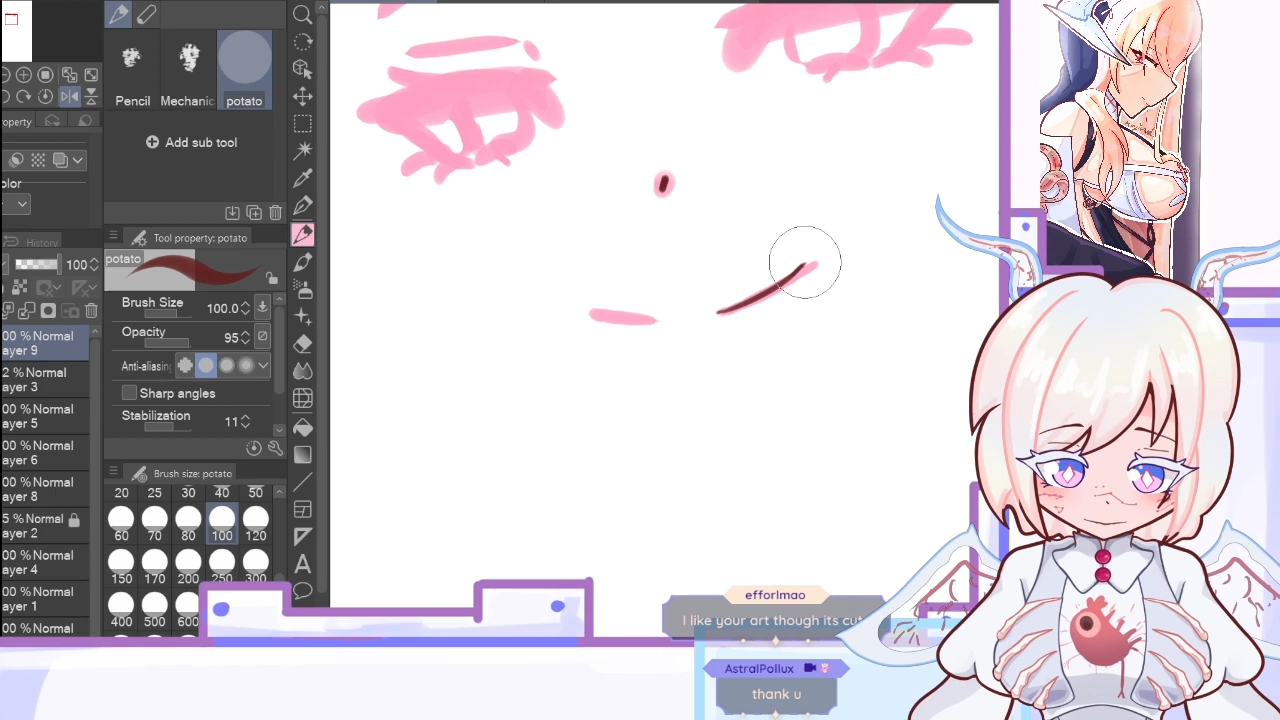 Pencil
Mechanic
potato
Add sub tool
roperty
olor
History
100
Tool property: potato
potato
Brush Size
100.0
Opacity
95
Anti-aliasing
Sharp angles
Stabilization
11
Brush size: potato
20 25 30 40 50
60 70 80 100 120
150 170 200 250 300
400 500 600
00 % Normal
ayer 9
2 % Normal
ayer 3
00 % Normal
ayer 5
00 % Normal
ayer 6
00 % Normal
ayer 8
5 % Normal
ayer 2
00 % Normal
ayer 4
00 % Normal
ayer 1
00 % Normal
A
efforlmao
I like your art though its cut
AstralPollux
thank u